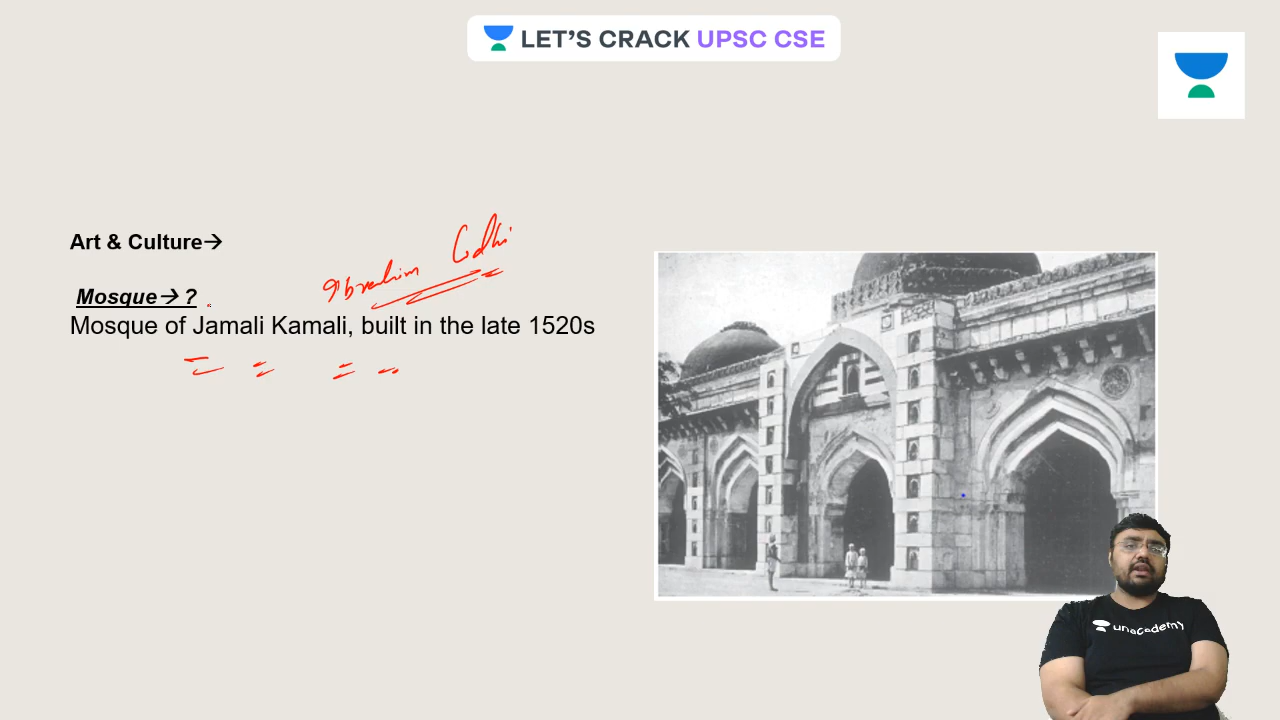 LET'S CRACK UPSC CSE
Art & Culture→
Ibrahim Lodhi
Mosque→ ?
Mosque of Jamali Kamali, built in the late 1520s
unacademy